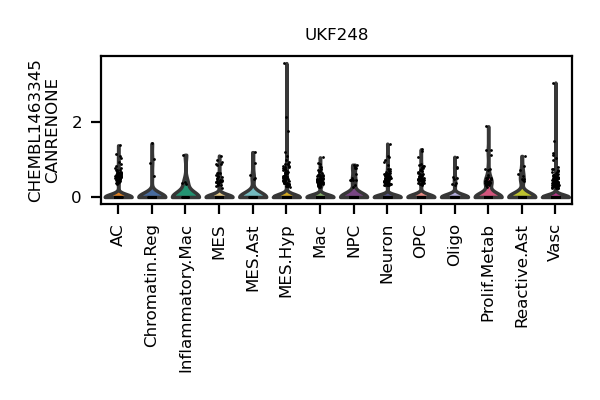 UKF248
CHEMBL1463345
CANRENONE
2
0
AC
Chromatin.Reg
Inflammatory.Mac
MES
MES.Ast
MES.Hyp
Mac
NPC
Neuron
OPC
Oligo
Prolif.Metab
Reactive.Ast
Vasc